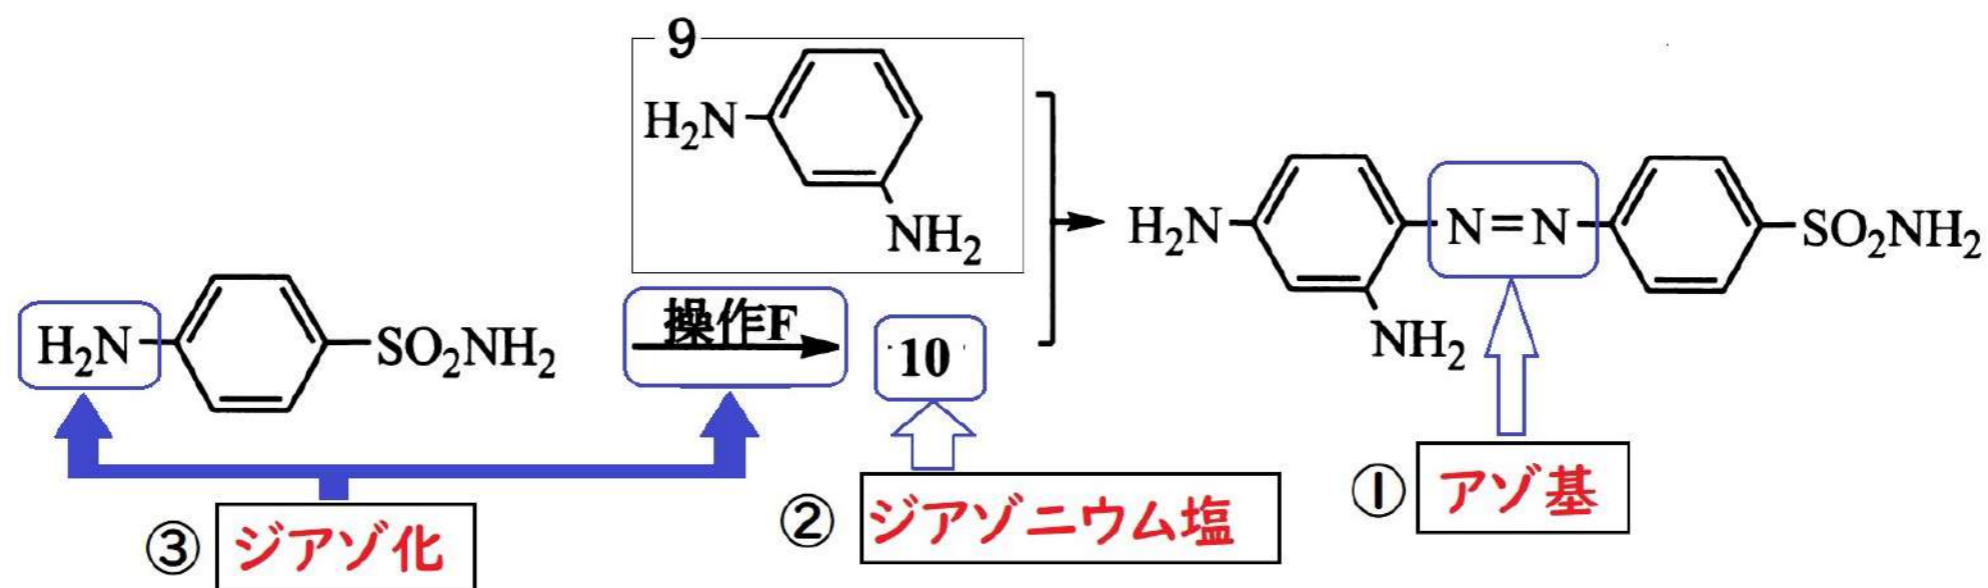 9
H₂N
NH₂
H₂N
N=N
SO₂NH₂
NH₂
H₂N
SO₂NH₂
操作F
10
① アゾ基
② ジアゾニウム塩
③ ジアゾ化